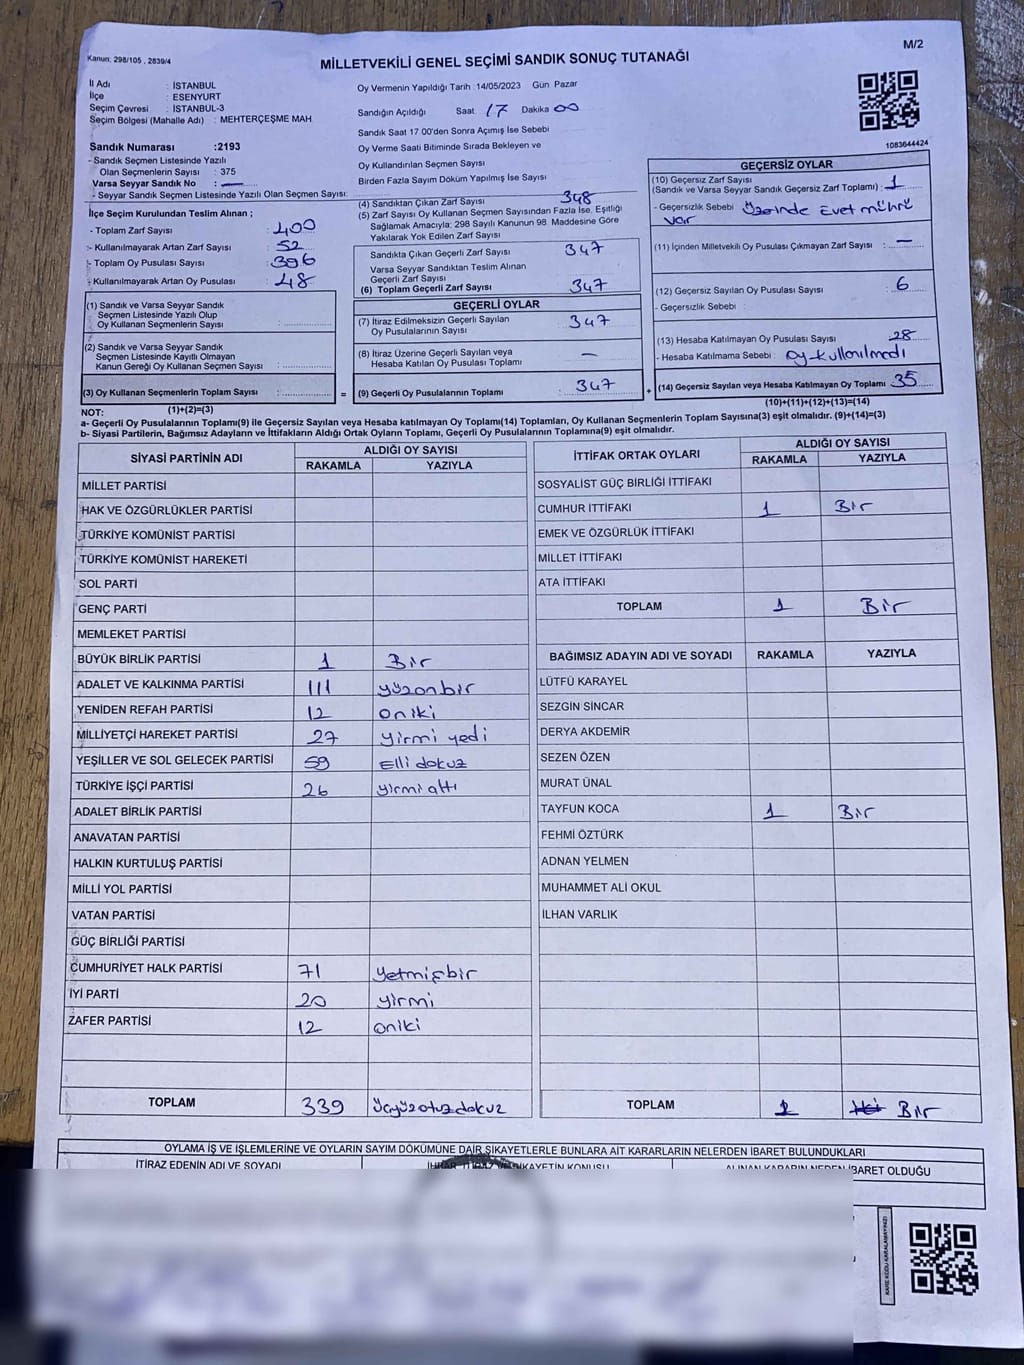 Kanun, 298/105 , 2839/4
M/2
MİLLETVEKİLİ GENEL SEÇİMİ SANDIK SONUÇ TUTANAĞI
İl Adı : İSTANBUL
İlçe : ESENYURT
Seçim Çevresi : İSTANBUL-3
Seçim Bölgesi (Mahalle Adı) : MEHTERÇEŞME MAH
Sandık Numarası :2193
- Sandık Seçmen Listesinde Yazılı
Olan Seçmenlerin Sayısı : 375
Varsa Seyyar Sandık No : —
- Seyyar Sandık Seçmen Listesinde Yazılı Olan Seçmen Sayısı:
İlçe Seçim Kurulundan Teslim Alınan ;
- Toplam Zarf Sayısı : 400
- Kullanılmayarak Artan Zarf Sayısı : 52
- Toplam Oy Pusulası Sayısı : 396
- Kullanılmayarak Artan Oy Pusulası : 48
Oy Vermenin Yapıldığı Tarih : 14/05/2023 Gün Pazar
Sandığın Açıldığı Saat 17 Dakika 00
Sandık Saat 17 00'den Sonra Açımış İse Sebebi
Oy Verme Saati Bitiminde Sırada Bekleyen ve
Oy Kullandırılan Seçmen Sayısı
Birden Fazla Sayım Döküm Yapılmış İse Sayısı
(4) Sandıktan Çıkan Zarf Sayısı 348
(5) Zarf Sayısı Oy Kullanan Seçmen Sayısından Fazla İse, Eşitliği
Sağlamak Amacıyla; 298 Sayılı Kanunun 98. Maddesine Göre
Yakılarak Yok Edilen Zarf Sayısı
Sandıkta Çıkan Geçerli Zarf Sayısı 347
Varsa Seyyar Sandıktan Teslim Alınan
Geçerli Zarf Sayısı
(6) Toplam Geçerli Zarf Sayısı 347
1083644424
GEÇERSİZ OYLAR
(10) Geçersiz Zarf Sayısı
(Sandık ve Varsa Seyyar Sandık Geçersiz Zarf Toplamı) : 1
- Geçersizlik Sebebi : Üzerinde Evet mührü
var
(11) İçinden Milletvekili Oy Pusulası Çıkmayan Zarf Sayısı : —
(12) Geçersiz Sayılan Oy Pusulası Sayısı : 6
- Geçersizlik Sebebi :
(13) Hesaba Katılmayan Oy Pusulası Sayısı : 28
- Hesaba Katılmama Sebebi : oy kullanılmadı
(14) Geçersiz Sayılan veya Hesaba Katılmayan Oy Toplamı 35
(10)+(11)+(12)+(13)=(14)
(1) Sandık ve Varsa Seyyar Sandık
Seçmen Listesinde Yazılı Olup
Oy Kullanan Seçmenlerin Sayısı :
(2) Sandık ve Varsa Seyyar Sandık
Seçmen Listesinde Kayıtlı Olmayan
Kanun Gereği Oy Kullanan Seçmen Sayısı :
(3) Oy Kullanan Seçmenlerin Toplam Sayısı : =
(1)+(2)=(3)
GEÇERLİ OYLAR
(7) İtiraz Edilmeksizin Geçerli Sayılan
Oy Pusulalarının Sayısı 347
(8) İtiraz Üzerine Geçerli Sayılan veya
Hesaba Katılan Oy Pusulası Toplamı —
(9) Gecerli Oy Pusulalarının Toplamı 347 +
NOT:
a- Geçerli Oy Pusulalarının Toplamı(9) ile Geçersiz Sayılan veya Hesaba katılmayan Oy Toplamı(14) Toplamları, Oy Kullanan Seçmenlerin Toplam Sayısına(3) eşit olmalıdır. (9)+(14)=(3)
b- Siyasi Partilerin, Bağımsız Adayların ve İttifakların Aldığı Ortak Oyların Toplamı, Geçerli Oy Pusulalarının Toplamına(9) eşit olmalıdır.
SİYASİ PARTİNİN ADI
ALDIĞI OY SAYISI
RAKAMLA YAZIYLA
MİLLET PARTİSİ
HAK VE ÖZGÜRLÜKLER PARTİSİ
TÜRKİYE KOMÜNİST PARTİSİ
TÜRKİYE KOMÜNİST HAREKETİ
SOL PARTİ
GENÇ PARTİ
MEMLEKET PARTİSİ
BÜYÜK BİRLİK PARTİSİ 1 Bir
ADALET VE KALKINMA PARTİSİ 111 yüzonbir
YENİDEN REFAH PARTİSİ 12 oniki
MİLLİYETÇİ HAREKET PARTİSİ 27 yirmi yedi
YEŞİLLER VE SOL GELECEK PARTİSİ 59 Elli dokuz
TÜRKİYE İŞÇİ PARTİSİ 26 yirmi altı
ADALET BİRLİK PARTİSİ
ANAVATAN PARTİSİ
HALKIN KURTULUŞ PARTİSİ
MİLLİ YOL PARTİSİ
VATAN PARTİSİ
GÜÇ BİRLİĞİ PARTİSİ
CUMHURİYET HALK PARTİSİ 71 yetmişbir
İYİ PARTİ 20 yirmi
ZAFER PARTİSİ 12 oniki
TOPLAM 339 üçyüzotuzdokuz
İTTİFAK ORTAK OYLARI
ALDIĞI OY SAYISI
RAKAMLA YAZIYLA
SOSYALİST GÜÇ BİRLİĞİ İTTİFAKI
CUMHUR İTTİFAKI 1 Bir
EMEK VE ÖZGÜRLÜK İTTİFAKI
MİLLET İTTİFAKI
ATA İTTİFAKI
TOPLAM 1 Bir
BAĞIMSIZ ADAYIN ADI VE SOYADI RAKAMLA YAZIYLA
LÜTFÜ KARAYEL
SEZGİN SİNCAR
DERYA AKDEMİR
SEZEN ÖZEN
MURAT ÜNAL
TAYFUN KOCA 1 Bir
FEHMİ ÖZTÜRK
ADNAN YELMEN
MUHAMMET ALİ OKUL
İLHAN VARLIK
TOPLAM 1 Bir
OYLAMA İŞ VE İŞLEMLERİNE VE OYLARIN SAYIM DÖKÜMÜNE DAİR ŞİKAYETLERLE BUNLARA AİT KARARLARIN NELERDEN İBARET BULUNDUKLARI
İTİRAZ EDENİN ADI VE SOYADI
İBARET OLDUĞU
KARE KODU KARALAMAYINIZ!